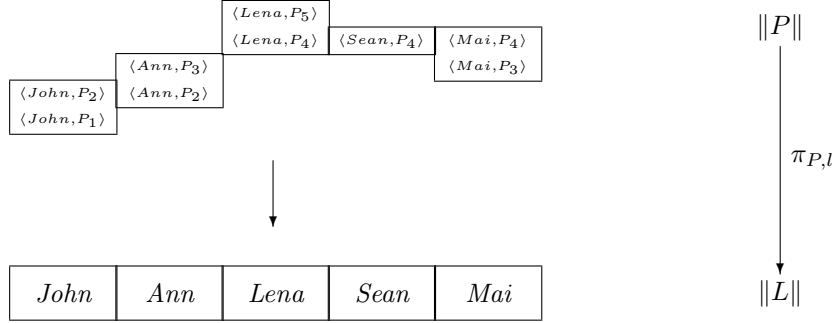 ⟨Lena, P₅⟩
⟨Lena, P₄⟩ ⟨Sean, P₄⟩ ⟨Mai, P₄⟩ ‖P‖
⟨Ann, P₃⟩ ⟨Mai, P₃⟩
⟨John, P₂⟩ ⟨Ann, P₂⟩
⟨John, P₁⟩
π_{P,l}
John Ann Lena Sean Mai ‖L‖